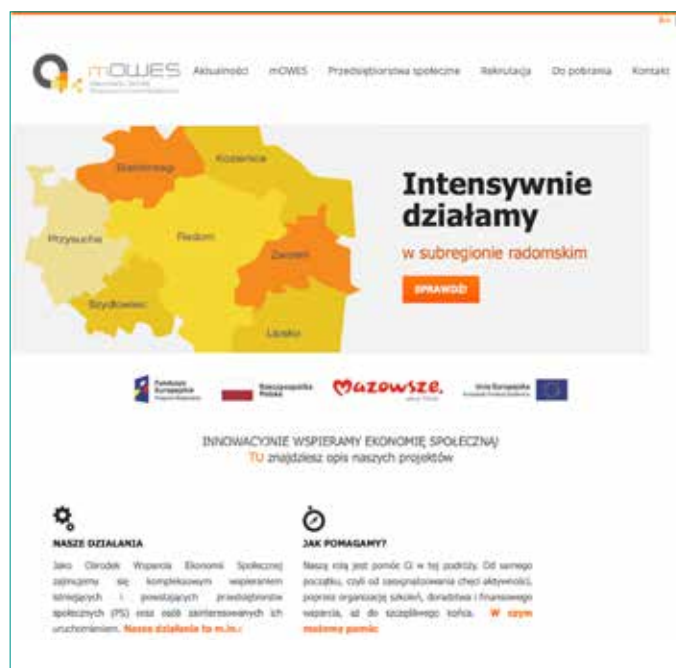 A+
mOWES
Aktualności mOWES Przedsiębiorstwa społeczne Rekrutacja Do pobrania Kontakt
Białobrzegi
Kozienice
Przysucha
Radom
Zwoleń
Szydłowiec
Lipsko
Intensywnie
działamy
w subregionie radomskim
SPRAWDŹ!
Fundusze
Europejskie
Program Regionalny
Rzeczpospolita
Polska
Mazowsze.
Unia Europejska
INNOWACYJNIE WSPIERAMY EKONOMIĘ SPOŁECZNĄ!
TU znajdziesz opis naszych projektów
NASZE DZIAŁANIA
Jako Ośrodek Wsparcia Ekonomii Społecznej
zajmujemy się kompleksowym wspieraniem
istniejących i powstających przedsiębiorstw
społecznych (PS) oraz osób zainteresowanych ich
uruchomieniem. Nasze działania to m.in.:
JAK POMAGAMY?
Naszą rolą jest pomóc Ci w tej podróży. Od samego
początku, czyli od zasygnalizowania chęci aktywności,
poprzez organizację szkoleń, doradztwa i finansowego
wsparcia, aż do szczęśliwego końca. W czym
możemy pomóc